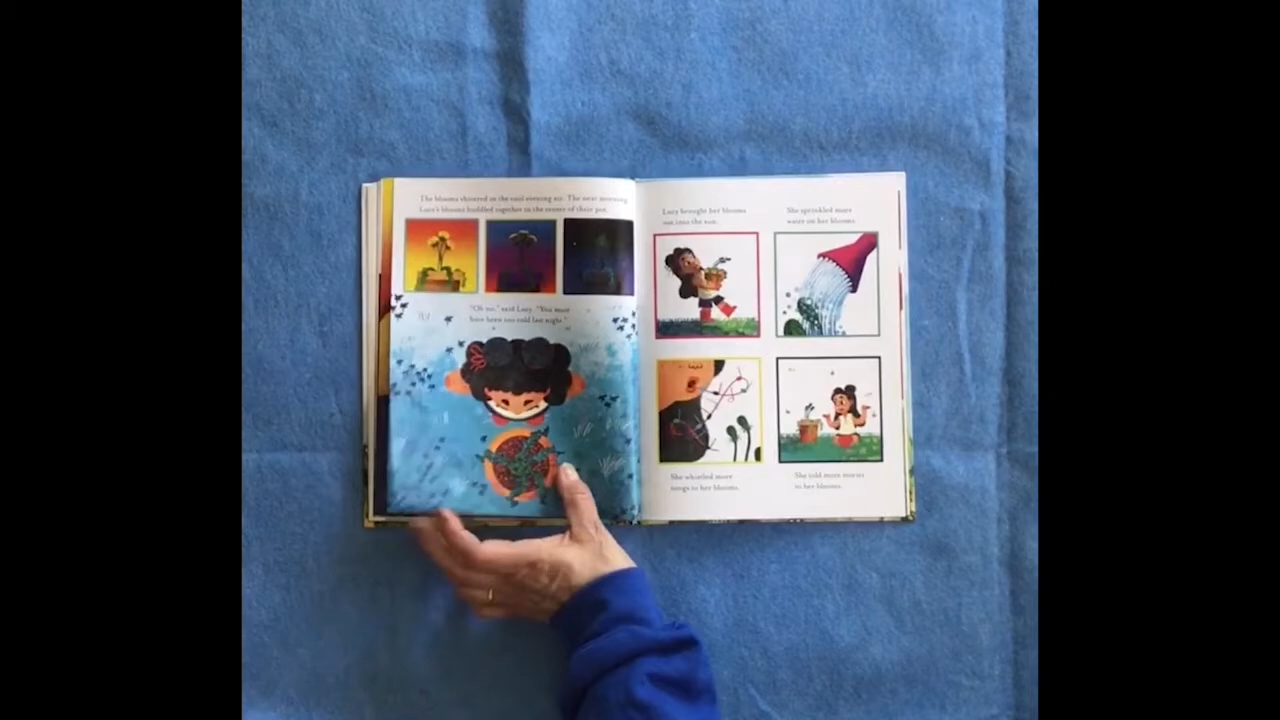 The blooms shivered in the cool evening air. The next morning
Lucy's blooms huddled together in the center of their pot.
"Oh no," said Lucy. "You must
have been too cold last night."
Lucy brought her blooms
out into the sun.
She sprinkled more
water on her blooms.
She whistled more
songs to her blooms.
She told more stories
to her blooms.